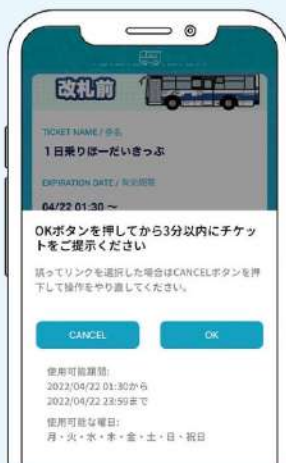 改札前
TICKET NAME / 券名
1日乗りほーだいきっぷ
EXPIRATION DATE / 有効期限
04/22 01:30 ~
OKボタンを押してから3分以内にチケッ
トをご提示ください
誤ってリンクを選択した場合はCANCELボタンを押
下して操作をやり直してください。
CANCEL
OK
使用可能期間:
2022/04/22 01:30から
2022/04/22 23:59まで
使用可能な曜日:
月・火・水・木・金・土・日・祝日